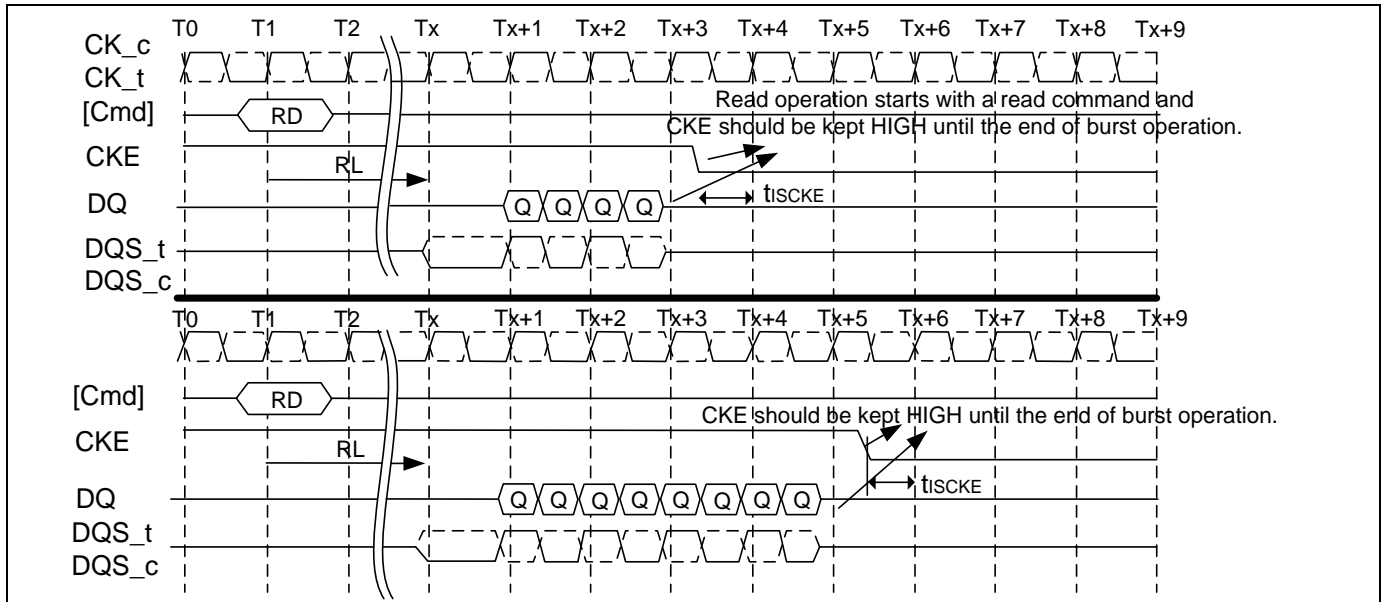 T0 T1 T2 Tx Tx+1 Tx+2 Tx+3 Tx+4 Tx+5 Tx+6 Tx+7 Tx+8 Tx+9
CK_c
CK_t
[Cmd] RD
Read operation starts with a read command and
CKE should be kept HIGH until the end of burst operation.
CKE
RL
tISCKE
DQ Q Q Q Q
DQS_t
DQS_c
T0 T1 T2 Tx Tx+1 Tx+2 Tx+3 Tx+4 Tx+5 Tx+6 Tx+7 Tx+8 Tx+9
[Cmd] RD
CKE should be kept HIGH until the end of burst operation.
CKE
RL
tISCKE
DQ Q Q Q Q Q Q Q Q
DQS_t
DQS_c